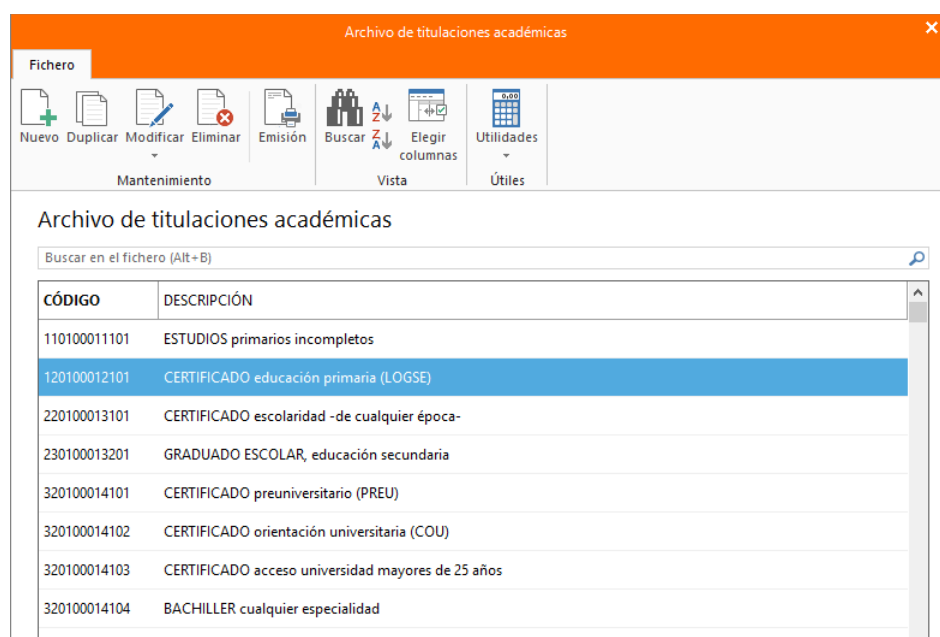 Archivo de titulaciones académicas
Fichero
Nuevo Duplicar Modificar Eliminar Emisión Buscar Elegir columnas Utilidades
Mantenimiento Vista Útiles
Archivo de titulaciones académicas
Buscar en el fichero (Alt+B)
CÓDIGO DESCRIPCIÓN
110100011101 ESTUDIOS primarios incompletos
120100012101 CERTIFICADO educación primaria (LOGSE)
220100013101 CERTIFICADO escolaridad -de cualquier época-
230100013201 GRADUADO ESCOLAR, educación secundaria
320100014101 CERTIFICADO preuniversitario (PREU)
320100014102 CERTIFICADO orientación universitaria (COU)
320100014103 CERTIFICADO acceso universidad mayores de 25 años
320100014104 BACHILLER cualquier especialidad